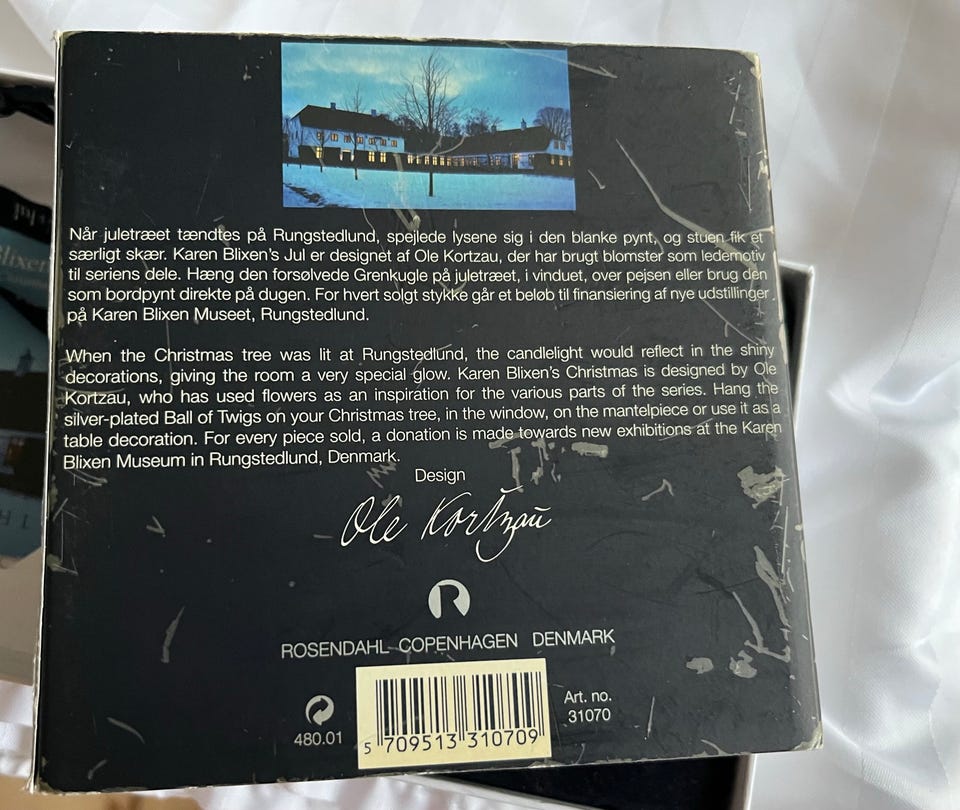 Når juletræet tændtes på Rungstedlund, spejlede lysene sig i den blanke pynt, og stuen fik et
særligt skær. Karen Blixen's Jul er designet af Ole Kortzau, der har brugt blomster som ledemotiv
til seriens dele. Hæng den forsølvede Grenkugle på juletræet, i vinduet, over pejsen eller brug den
som bordpynt direkte på dugen. For hvert solgt stykke går et beløb til finansiering af nye udstillinger
på Karen Blixen Museet, Rungstedlund.
When the Christmas tree was lit at Rungstedlund, the candlelight would reflect in the shiny
decorations, giving the room a very special glow. Karen Blixen's Christmas is designed by Ole
Kortzau, who has used flowers as an inspiration for the various parts of the series. Hang the
silver-plated Ball of Twigs on your Christmas tree, in the window, on the mantelpiece or use it as a
table decoration. For every piece sold, a donation is made towards new exhibitions at the Karen
Blixen Museum in Rungstedlund, Denmark.
Design
Ole Kortzau
ROSENDAHL COPENHAGEN DENMARK
480.01
5 709513 310709
Art. no.
31070
Blixen